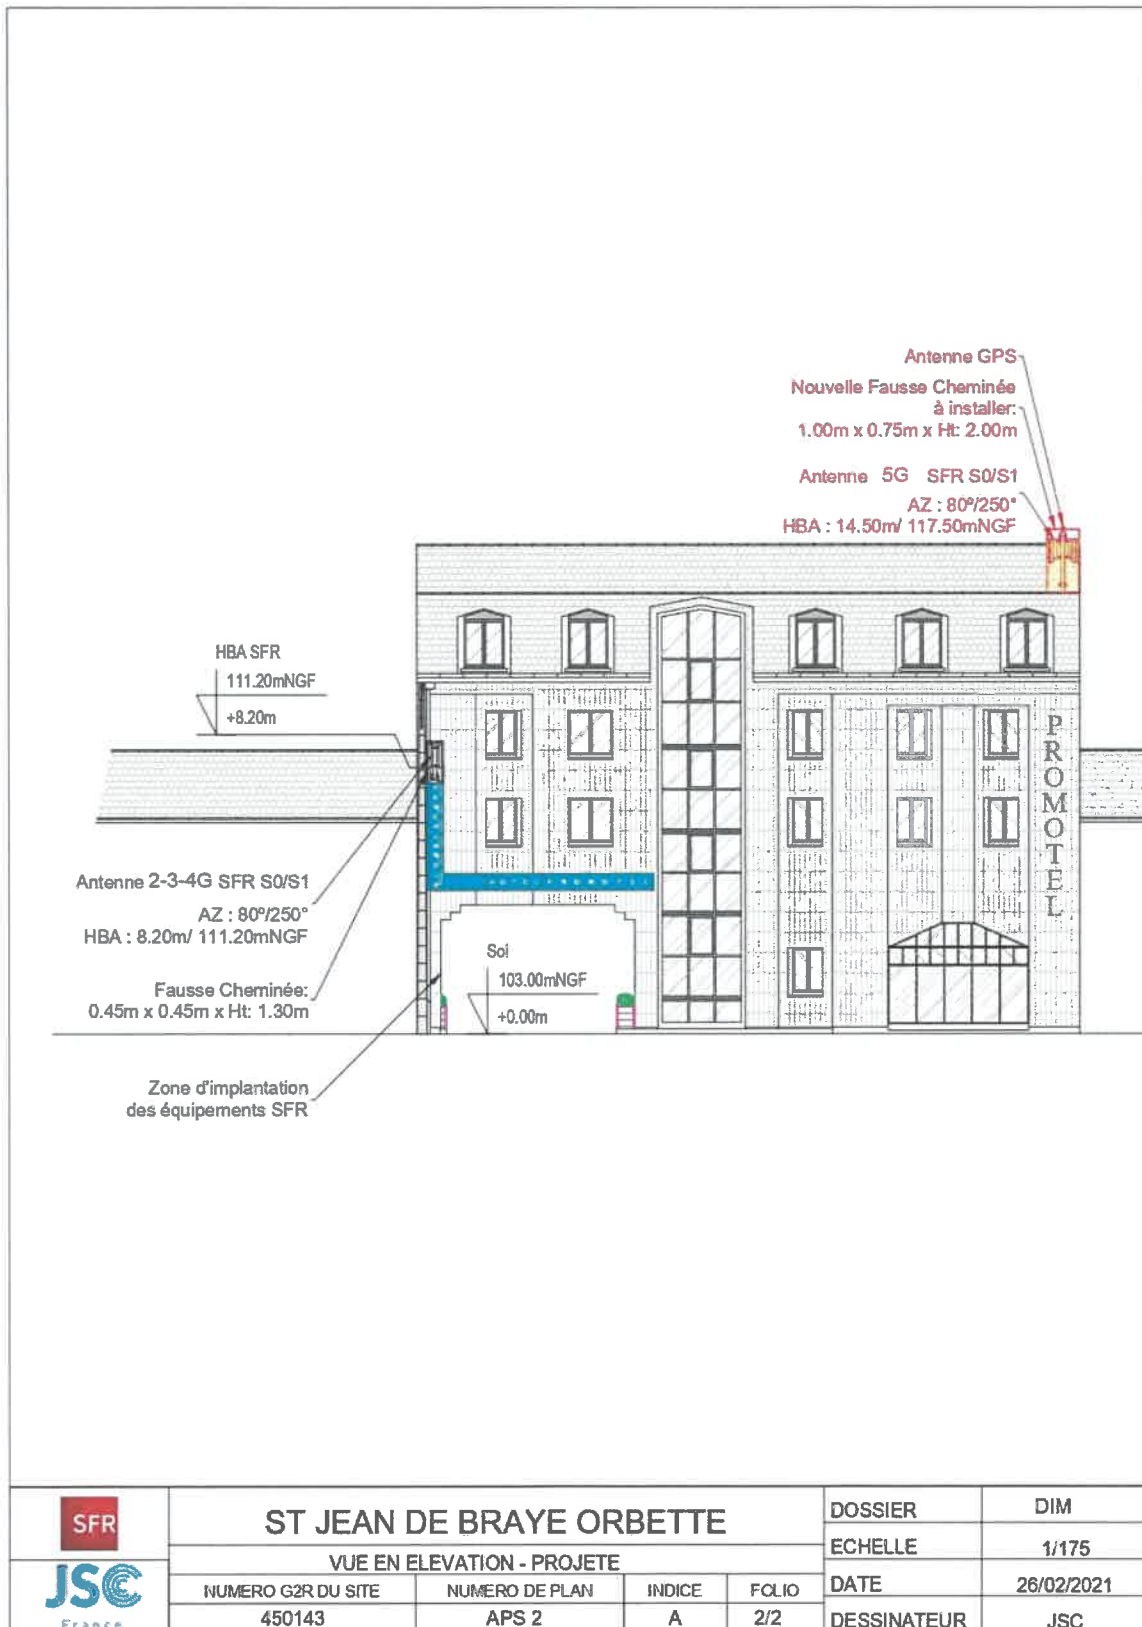 Antenne GPS
Nouvelle Fausse Cheminée
à installer:
1.00m x 0.75m x Ht: 2.00m
Antenne 5G SFR S0/S1
AZ : 80°/250°
HBA : 14.50m/ 117.50mNGF
HBA SFR
111.20mNGF
+8.20m
PROMOTEL
Antenne 2-3-4G SFR S0/S1
AZ : 80°/250°
HBA : 8.20m/ 111.20mNGF
Fausse Cheminée:
0.45m x 0.45m x Ht: 1.30m
Sol
103.00mNGF
+0.00m
Zone d'implantation
des équipements SFR
SFR
JSC
France
ST JEAN DE BRAYE ORBETTE
VUE EN ELEVATION - PROJETE
NUMERO G2R DU SITE
NUMERO DE PLAN
INDICE
FOLIO
450143
APS 2
A
2/2
DOSSIER
DIM
ECHELLE
1/175
DATE
26/02/2021
DESSINATEUR
JSC